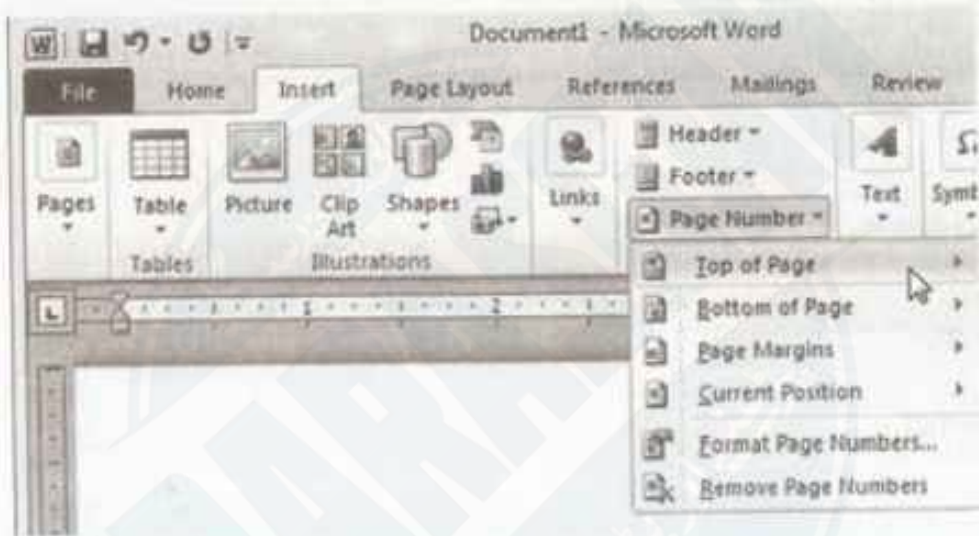 W
Document1 - Microsoft Word
File Home Insert Page Layout References Mailings Review
Pages Table Picture Clip Art Shapes Links Header Footer Page Number Text
Tables Illustrations
L 1 2
Top of Page
Bottom of Page
Page Margins
Current Position
Format Page Numbers...
Remove Page Numbers